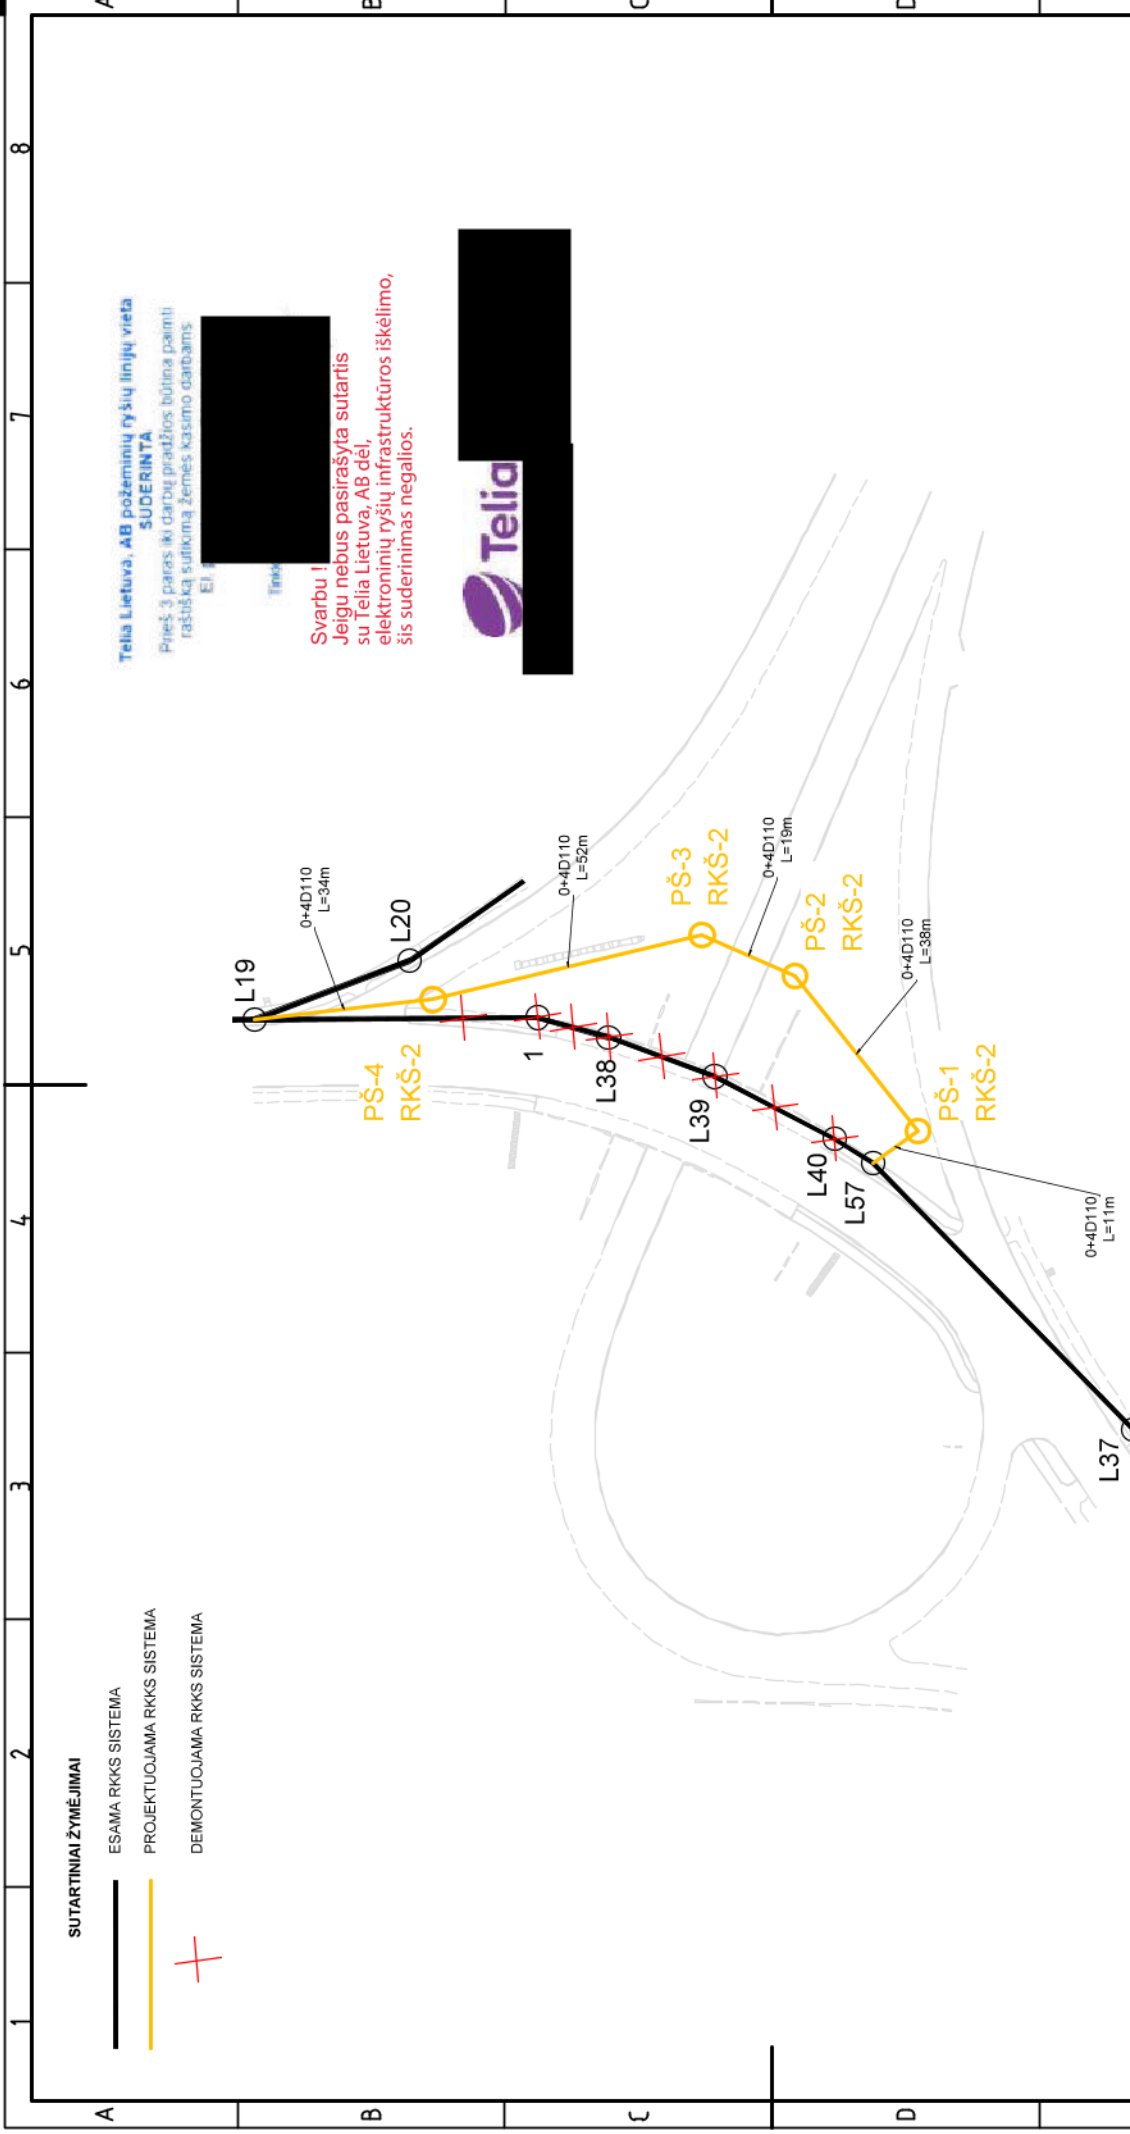 SUTARTINIAI ŽYMĖJIMAI
ESAMA RKKS SISTEMA
PROJEKTUOJAMA RKKS SISTEMA
DEMONTUOJAMA RKKS SISTEMA
Telia Lietuva, AB požeminių ryšių linijų vieta
SUDERINTA
Prieš 3 paras iki darbų pradžios būtina paimti
raštišką sutikimą žemės kasimo darbams
El.
Svarbu !
Jeigu nebus pasirašyta sutartis
su Telia Lietuva, AB dėl,
elektroninių ryšių infrastruktūros iškėlimo,
šis suderinimas negalios.
Telia
L19
0+4D110
L=34m
L20
PŠ-4
RKŠ-2
0+4D110
L=52m
1
L38
PŠ-3
RKŠ-2
L39
0+4D110
L=19m
PŠ-2
RKŠ-2
L40
L57
0+4D110
L=38m
PŠ-1
RKŠ-2
0+4D110
L=11m
L37
1
2
3
4
5
6
7
8
A
B
C
D
A
B
C
D